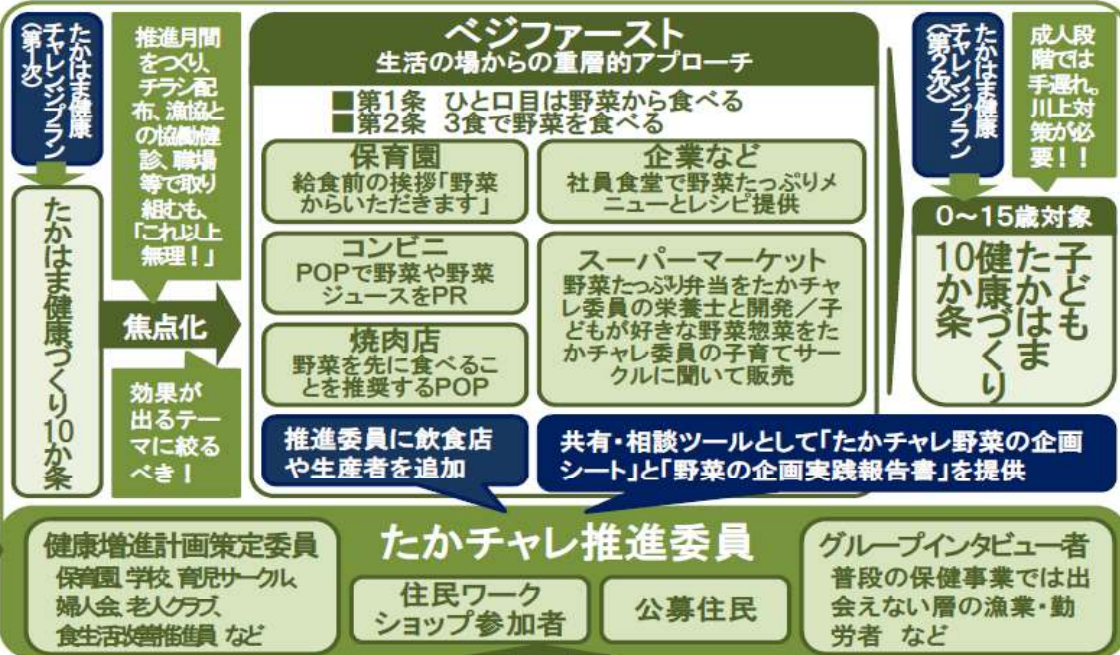 たかはま健康
チャレンジプラン
(第1次)
推進月間
をつくり、
チラシ配
布、漁協と
の協働健
診、職場
等で取り
組むも、
「これ以上
無理！」
たかはま健康づくり10か条
焦点化
効果が
出るテー
マに絞る
べき！
ベジファースト
生活の場からの重層的アプローチ
■第1条 ひと口目は野菜から食べる
■第2条 3食で野菜を食べる
保育園
給食前の挨拶「野菜
からいただきます」
企業など
社員食堂で野菜たっぷりメ
ニューとレシピ提供
コンビニ
POPで野菜や野菜
ジュースをPR
スーパーマーケット
野菜たっぷり弁当をたかチャ
レ委員の栄養士と開発／子
どもが好きな野菜惣菜をた
かチャレ委員の子育てサー
クルに聞いて販売
焼肉店
野菜を先に食べるこ
とを推奨するPOP
推進委員に飲食店
や生産者を追加
共有・相談ツールとして「たかチャレ野菜の企画
シート」と「野菜の企画実践報告書」を提供
たかはま健康
チャレンジプラン
(第2次)
成人段
階では
手遅れ。
川上対
策が必
要！！
0～15歳対象
子ども
たかはま
健康づくり
10か条
たかチャレ推進委員
健康増進計画策定委員
保育園、学校、育児サークル、
婦人会、老人クラブ、
食生活改善推進員 など
住民ワーク
ショップ参加者
公募住民
グループインタビュー者
普段の保健事業では出
会えない層の漁業・勤
労者 など